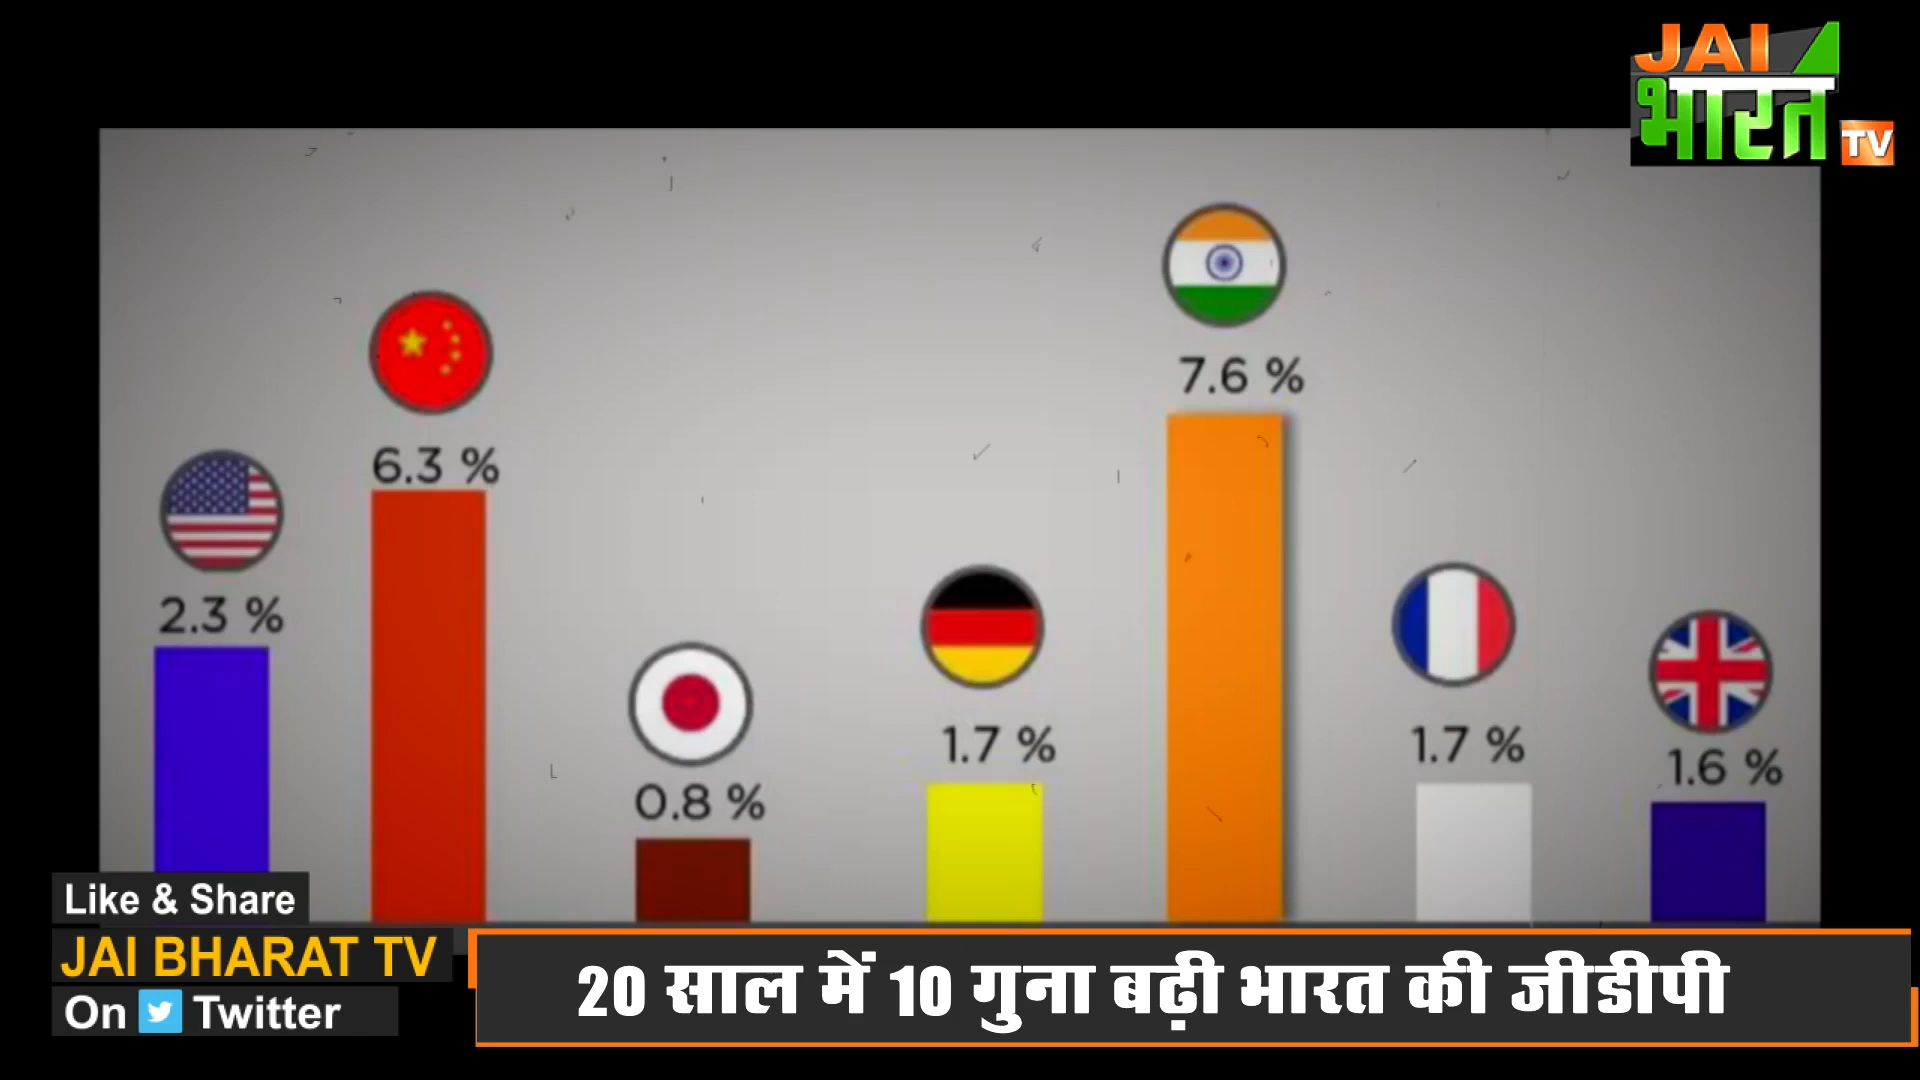 JAI
भारत
TV
7.6 %
6.3 %
2.3 %
1.7 %
1.7 %
1.6 %
0.8 %
Like & Share
JAI BHARAT TV
On Twitter
20 साल में 10 गुना बढ़ी भारत की जीडीपी